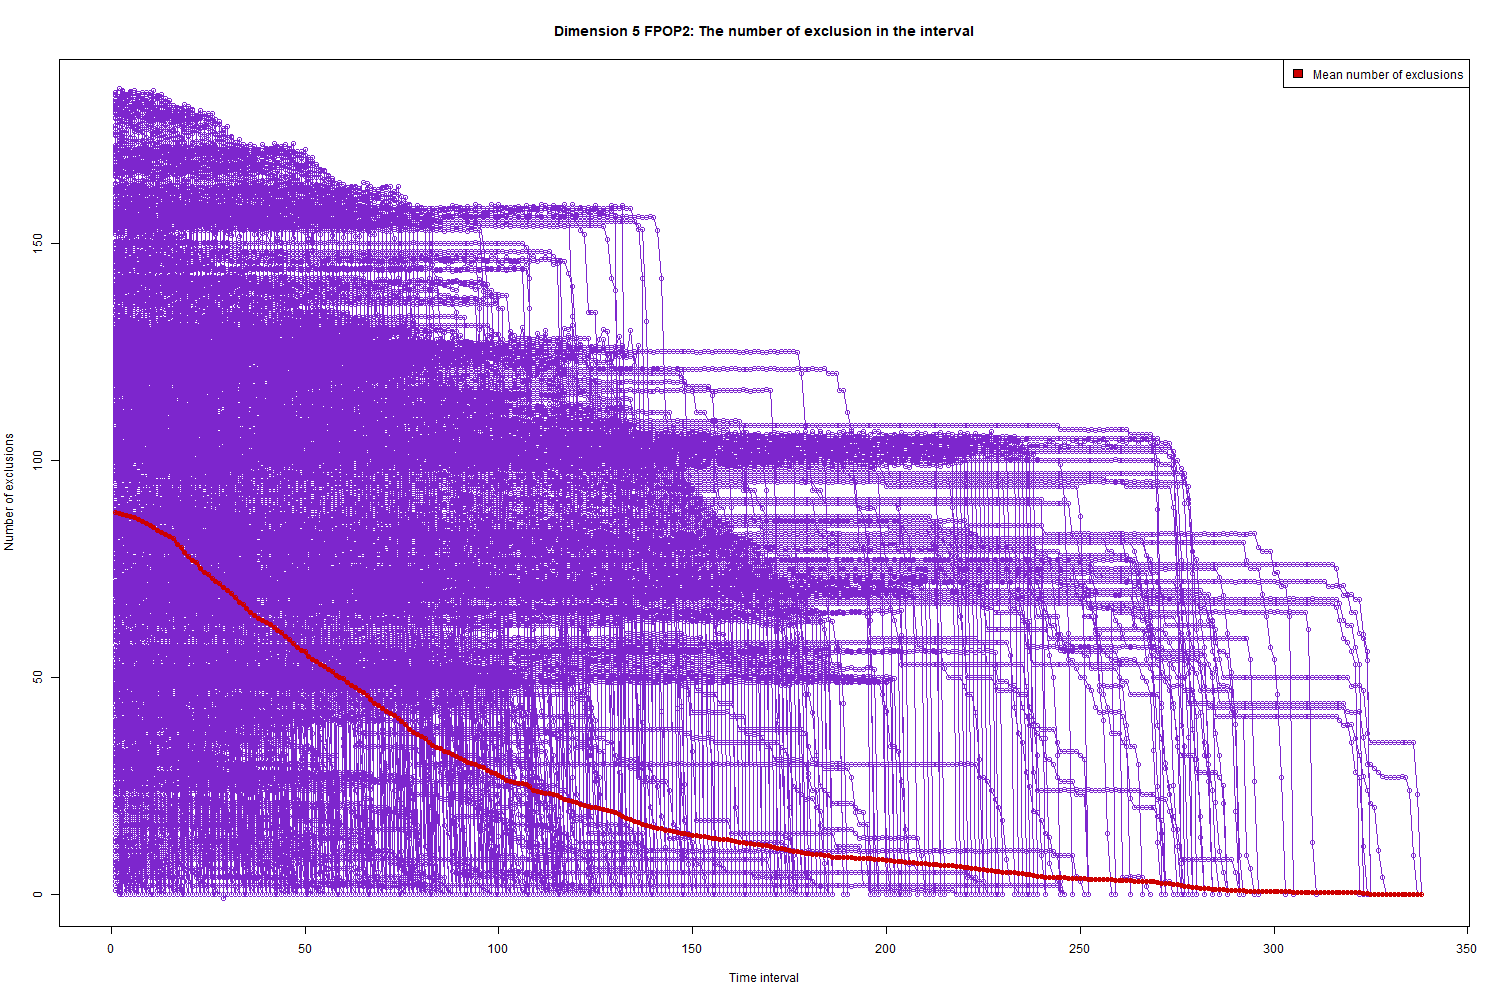 Dimension 5 FPOP2: The number of exclusion in the interval
Mean number of exclusions
Number of exclusions
150
100
50
0
0 50 100 150 200 250 300 350
Time interval